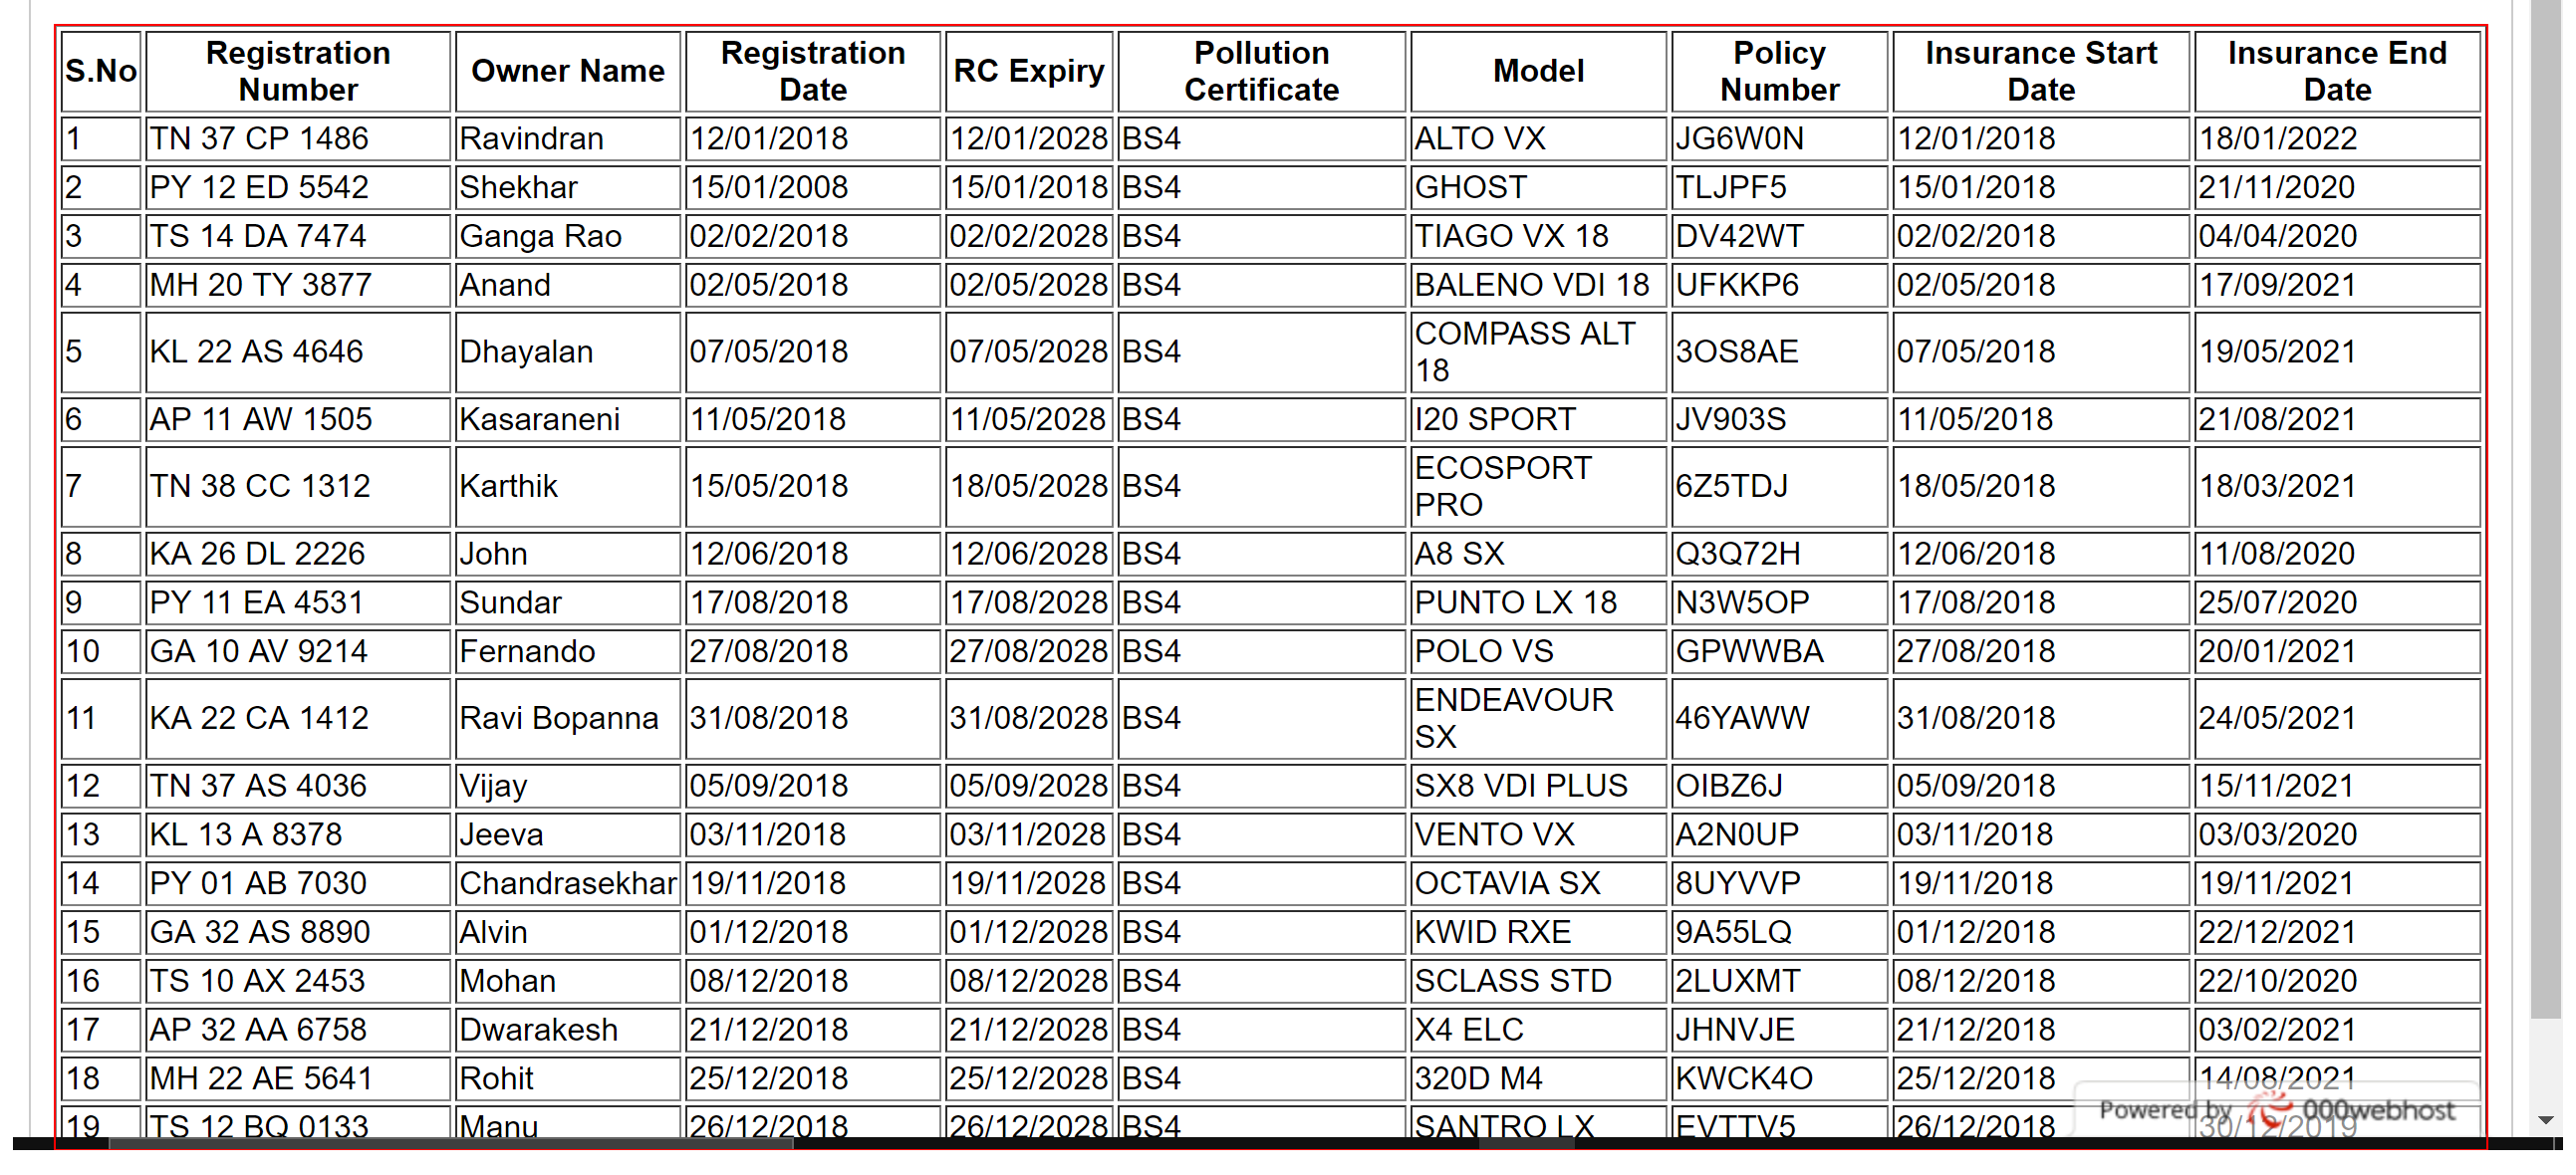 S.No Registration Number Owner Name Registration Date RC Expiry Pollution Certificate Model Policy Number Insurance Start Date Insurance End Date
1 TN 37 CP 1486 Ravindran 12/01/2018 12/01/2028 BS4 ALTO VX JG6W0N 12/01/2018 18/01/2022
2 PY 12 ED 5542 Shekhar 15/01/2008 15/01/2018 BS4 GHOST TLJPF5 15/01/2018 21/11/2020
3 TS 14 DA 7474 Ganga Rao 02/02/2018 02/02/2028 BS4 TIAGO VX 18 DV42WT 02/02/2018 04/04/2020
4 MH 20 TY 3877 Anand 02/05/2018 02/05/2028 BS4 BALENO VDI 18 UFKKP6 02/05/2018 17/09/2021
5 KL 22 AS 4646 Dhayalan 07/05/2018 07/05/2028 BS4 COMPASS ALT 18 3OS8AE 07/05/2018 19/05/2021
6 AP 11 AW 1505 Kasaraneni 11/05/2018 11/05/2028 BS4 I20 SPORT JV903S 11/05/2018 21/08/2021
7 TN 38 CC 1312 Karthik 15/05/2018 18/05/2028 BS4 ECOSPORT PRO 6Z5TDJ 18/05/2018 18/03/2021
8 KA 26 DL 2226 John 12/06/2018 12/06/2028 BS4 A8 SX Q3Q72H 12/06/2018 11/08/2020
9 PY 11 EA 4531 Sundar 17/08/2018 17/08/2028 BS4 PUNTO LX 18 N3W5OP 17/08/2018 25/07/2020
10 GA 10 AV 9214 Fernando 27/08/2018 27/08/2028 BS4 POLO VS GPWWBA 27/08/2018 20/01/2021
11 KA 22 CA 1412 Ravi Bopanna 31/08/2018 31/08/2028 BS4 ENDEAVOUR SX 46YAWW 31/08/2018 24/05/2021
12 TN 37 AS 4036 Vijay 05/09/2018 05/09/2028 BS4 SX8 VDI PLUS OIBZ6J 05/09/2018 15/11/2021
13 KL 13 A 8378 Jeeva 03/11/2018 03/11/2028 BS4 VENTO VX A2N0UP 03/11/2018 03/03/2020
14 PY 01 AB 7030 Chandrasekhar 19/11/2018 19/11/2028 BS4 OCTAVIA SX 8UYVVP 19/11/2018 19/11/2021
15 GA 32 AS 8890 Alvin 01/12/2018 01/12/2028 BS4 KWID RXE 9A55LQ 01/12/2018 22/12/2021
16 TS 10 AX 2453 Mohan 08/12/2018 08/12/2028 BS4 SCLASS STD 2LUXMT 08/12/2018 22/10/2020
17 AP 32 AA 6758 Dwarakesh 21/12/2018 21/12/2028 BS4 X4 ELC JHNVJE 21/12/2018 03/02/2021
18 MH 22 AE 5641 Rohit 25/12/2018 25/12/2028 BS4 320D M4 KWCK4O 25/12/2018 14/08/2021
19 TS 12 BQ 0133 Manu 26/12/2018 26/12/2028 BS4 SANTRO LX EVTTV5 26/12/2018 30/12/2019
Powered by 000webhost